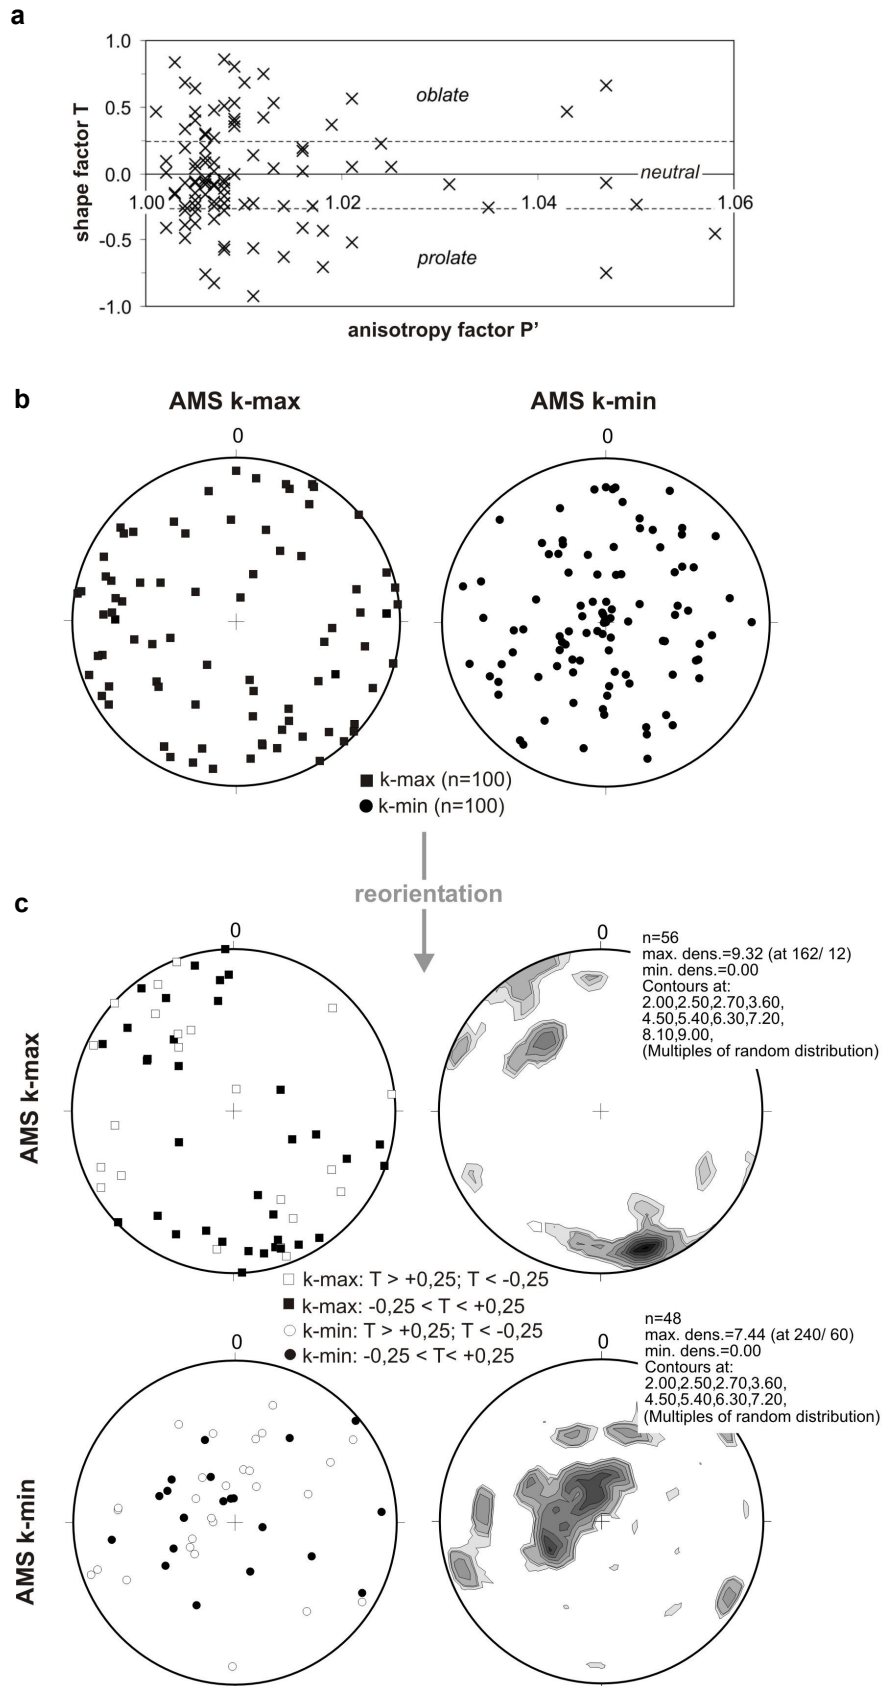 a
1.0
0.5
0.0
-0.5
-1.0
shape factor T
oblate
neutral
1.00
1.02
1.04
1.06
prolate
anisotropy factor P’
b
AMS k-max
AMS k-min
0
0
k-max (n=100)
k-min (n=100)
reorientation
c
AMS k-max
0
0
n=56
max. dens.=9.32 (at 162/ 12)
min. dens.=0.00
Contours at:
2.00,2.50,2.70,3.60,
4.50,5.40,6.30,7.20,
8.10,9.00,
(Multiples of random distribution)
k-max: T > +0,25; T < -0,25
k-max: -0,25 < T < +0,25
k-min: T > +0,25; T < -0,25
k-min: -0,25 < T< +0,25
AMS k-min
0
0
n=48
max. dens.=7.44 (at 240/ 60)
min. dens.=0.00
Contours at:
2.00,2.50,2.70,3.60,
4.50,5.40,6.30,7.20,
(Multiples of random distribution)